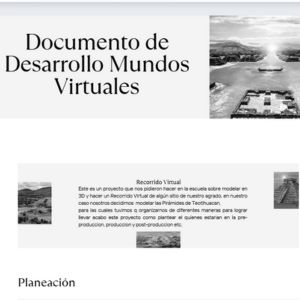 Documento de
Desarrollo Mundos
Virtuales
Recorrido Virtual
Este es un proyecto que nos pidieron hacer en la escuela sobre modelar en
3D y hacer un Recorrido Virtual de algún sitio de nuestro agrado, en nuestro
caso nosotros decidimos modelar las Pirámides de Teotihuacan,
para las cuales tuvimos q organizarnos de diferentes maneras para lograr
llevar acabo este proyecto como plantear el quienes estarian en la pre-
produccion, produccion y post-produccion etc.
Planeación